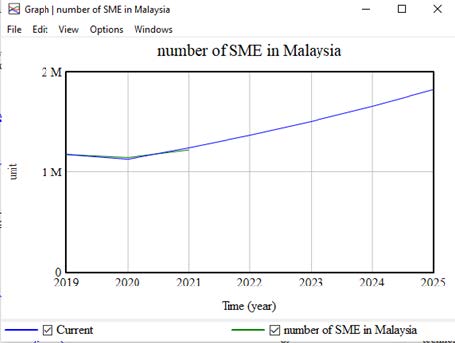 Graph | number of SME in Malaysia
File Edit View Options Windows
number of SME in Malaysia
2 M
unit
1 M
0
2019 2020 2021 2022 2023 2024 2025
Time (year)
Current number of SME in Malaysia